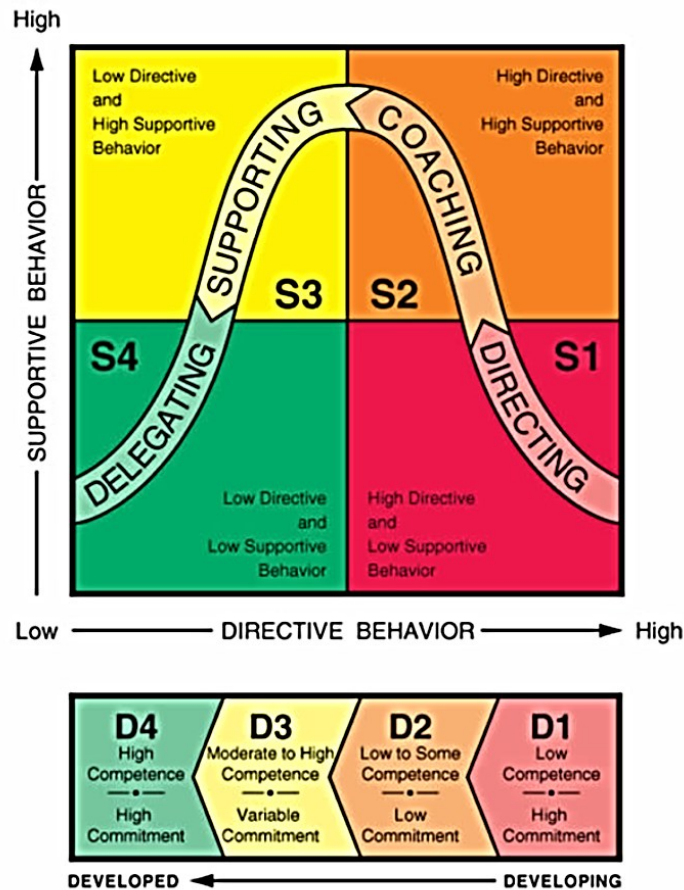 High
Low Directive
and
High Supportive
Behavior
High Directive
and
High Supportive
Behavior
SUPPORTING
COACHING
S3
S2
SUPPORTIVE BEHAVIOR
S4
S1
DELEGATING
DIRECTING
Low Directive
and
Low Supportive
Behavior
High Directive
and
Low Supportive
Behavior
Low
DIRECTIVE BEHAVIOR
High
D4
High
Competence
High
Commitment
D3
Moderate to High
Competence
Variable
Commitment
D2
Low to Some
Competence
Low
Commitment
D1
Low
Competence
High
Commitment
DEVELOPED
DEVELOPING